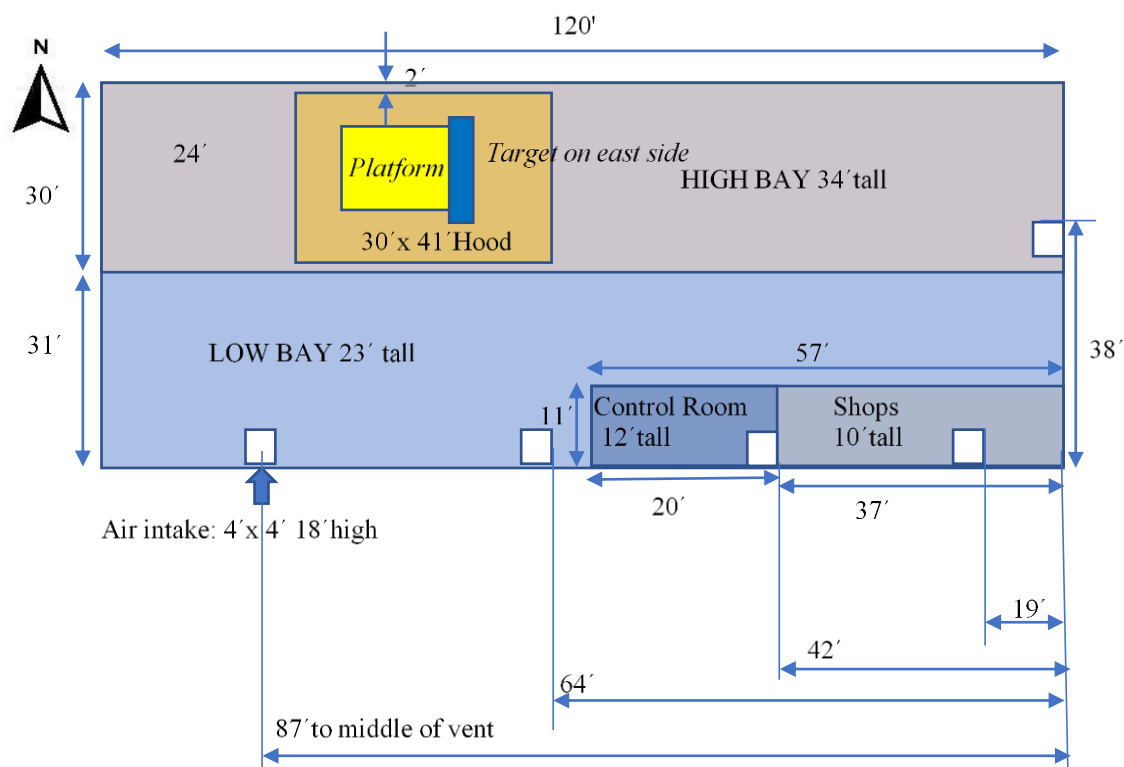 120'
N
2´
24´
Platform
Target on east side
HIGH BAY 34´tall
30´
30´x 41´Hood
31´
LOW BAY 23´ tall
57´
38´
11´
Control Room
12´tall
Shops
10´tall
20´
37´
Air intake: 4´x 4´ 18´high
19´
42´
64´
87´to middle of vent